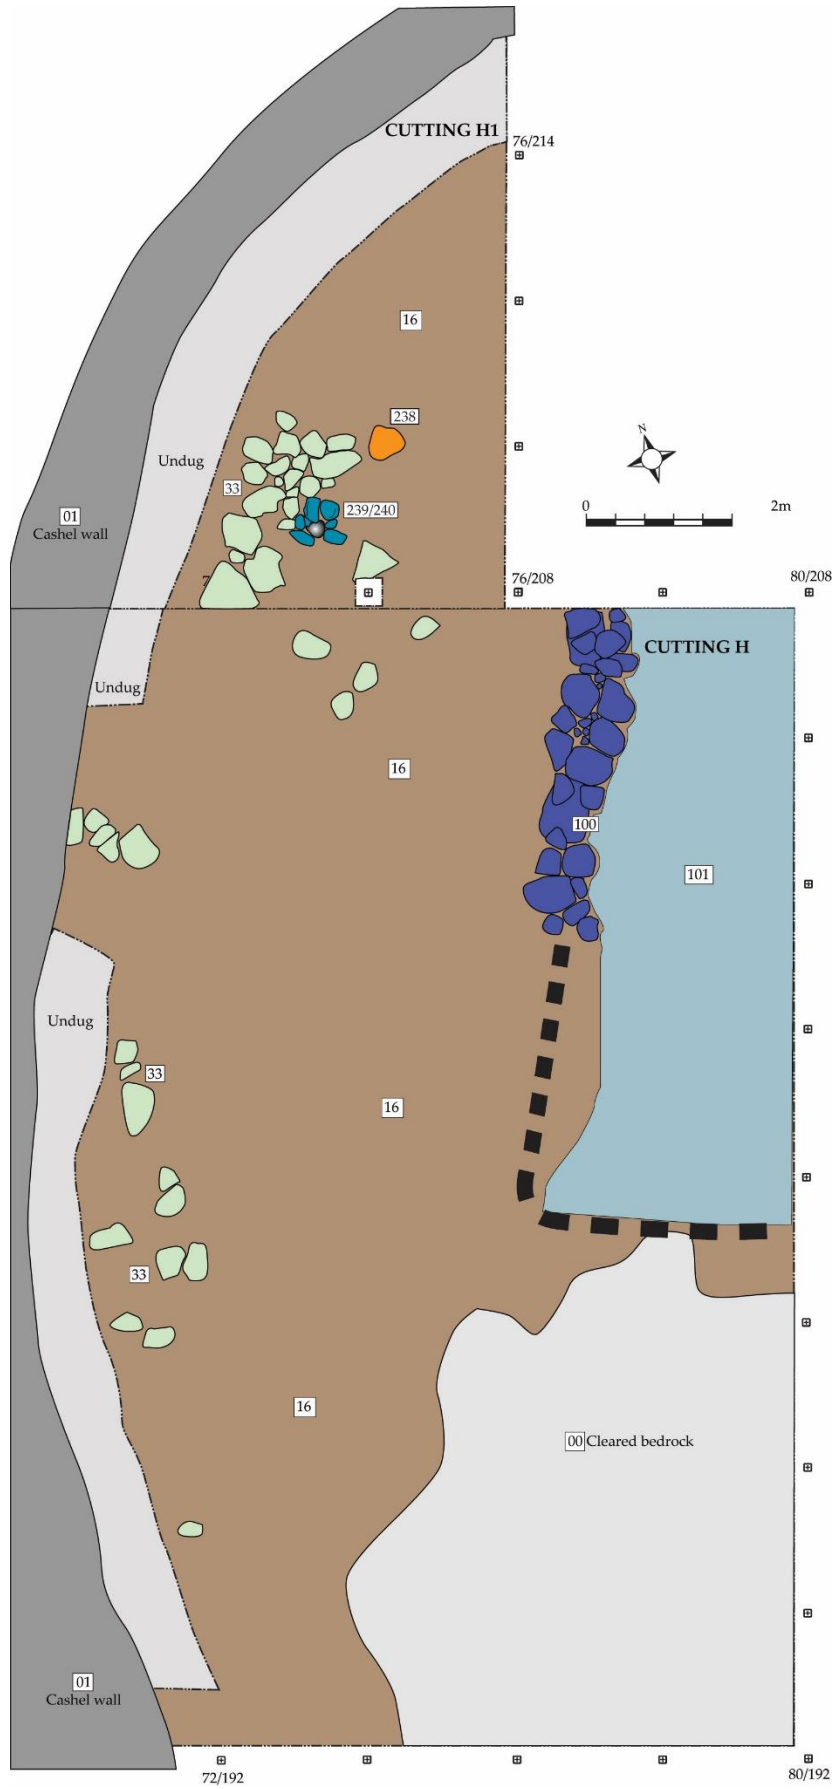 CUTTING H1
76/214
16
N
238
Undug
33
239/240
0 2m
01
Cashel wall
7
76/208
80/208
CUTTING H
Undug
16
100
101
Undug
33
16
33
16
00 Cleared bedrock
01
Cashel wall
72/192
80/192